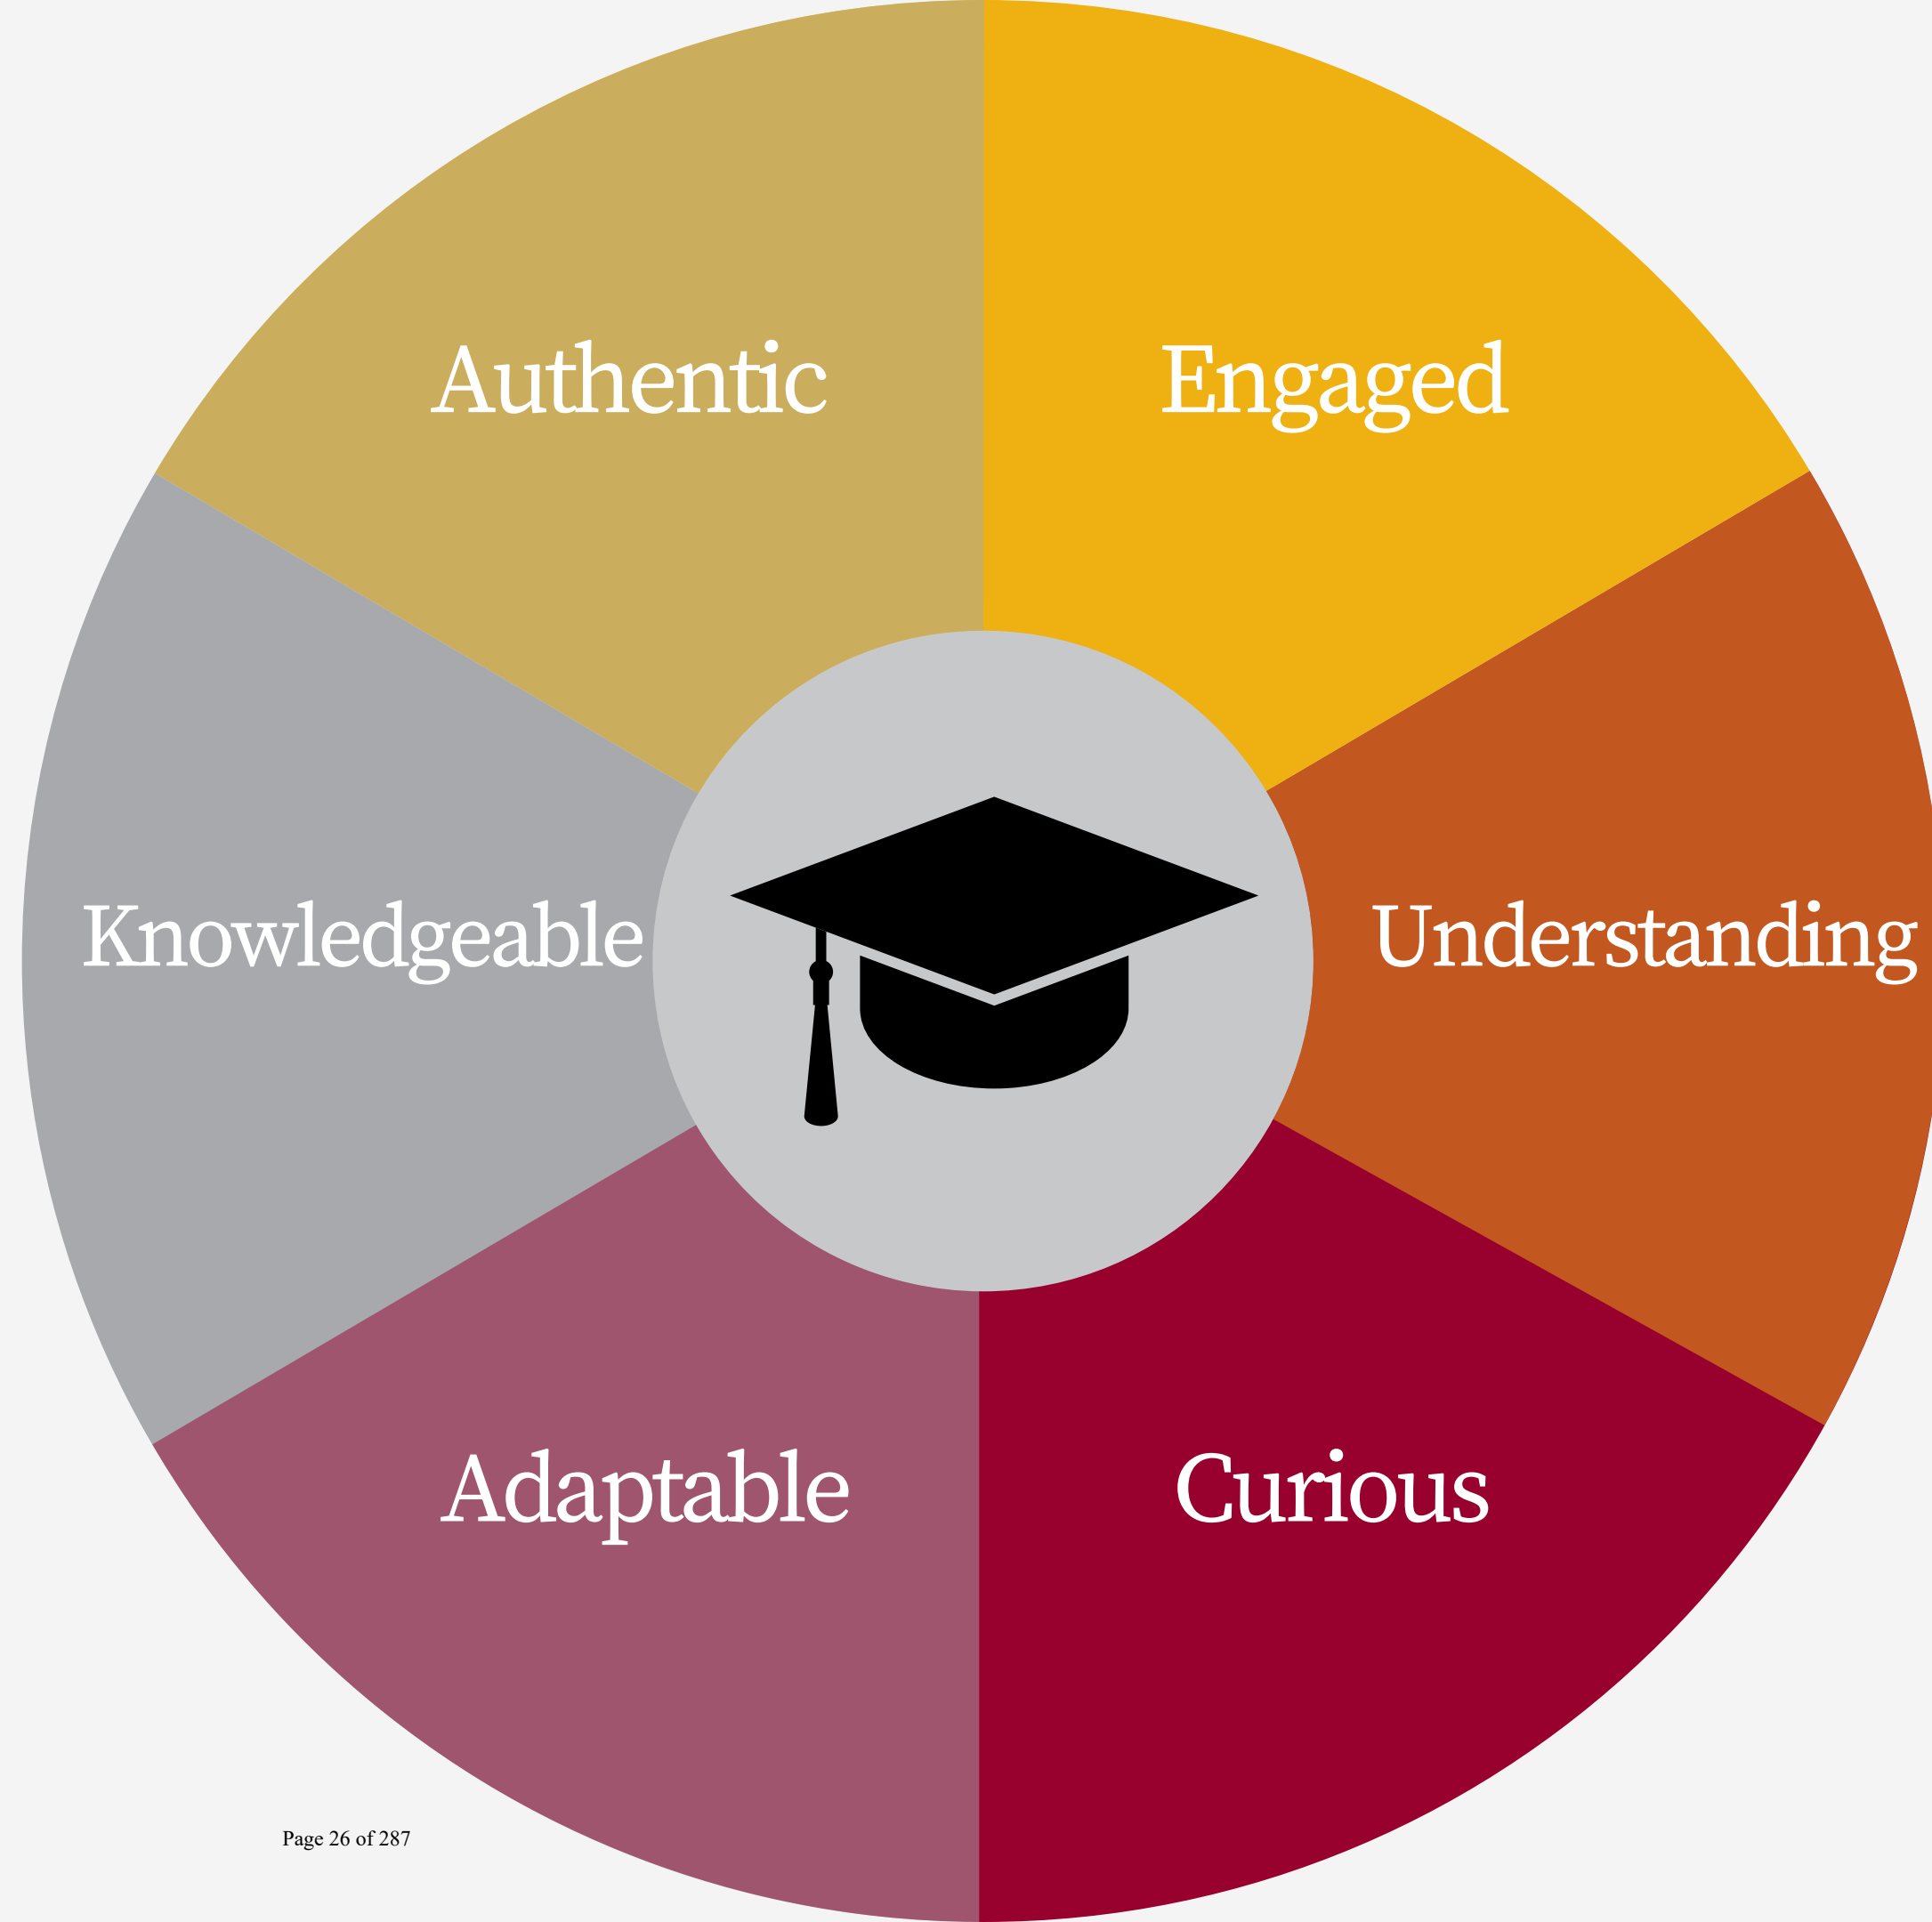 Authentic
Engaged
Knowledgeable
Understanding
Adaptable
Curious
Page 26 of 287